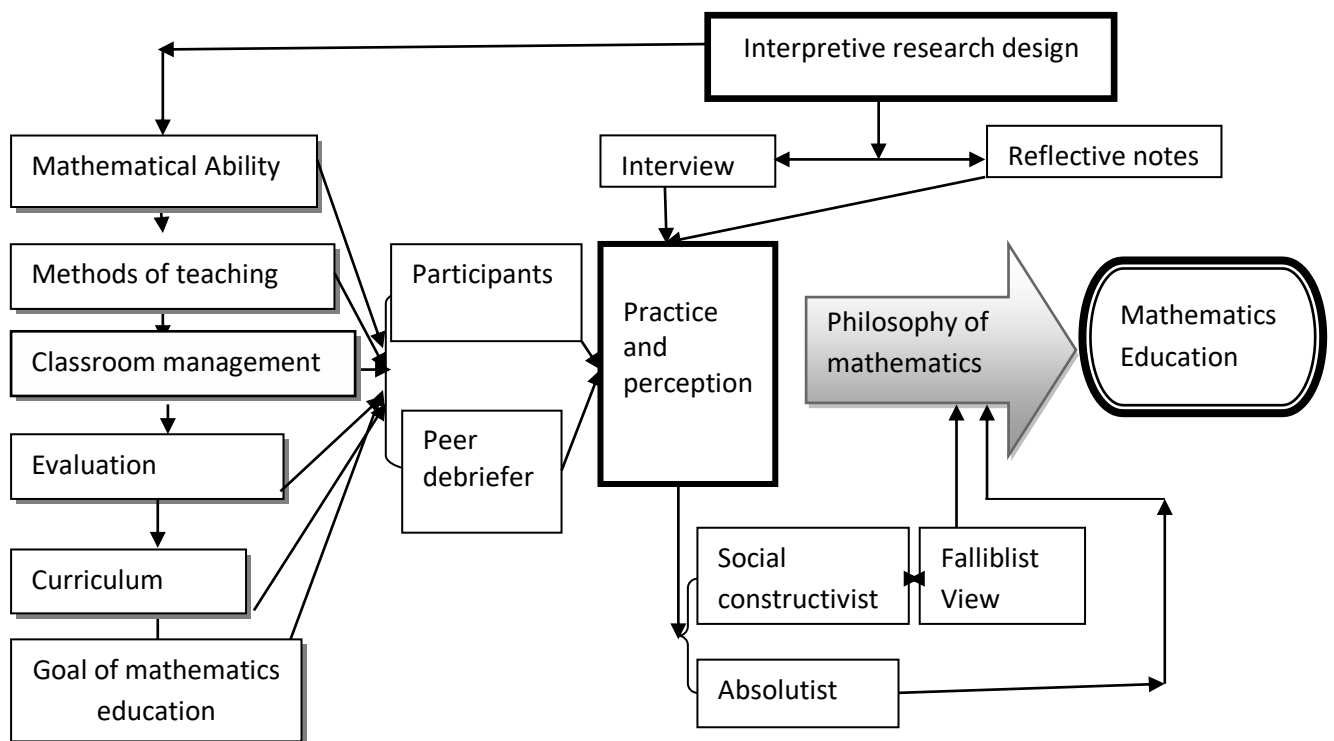 Interpretive research design
Mathematical Ability
Interview
Reflective notes
Methods of teaching
Participants
Practice
and
perception
Philosophy of
mathematics
Mathematics
Education
Classroom management
Evaluation
Peer
debriefer
Curriculum
Social
constructivist
Falliblist
View
Goal of mathematics
education
Absolutist